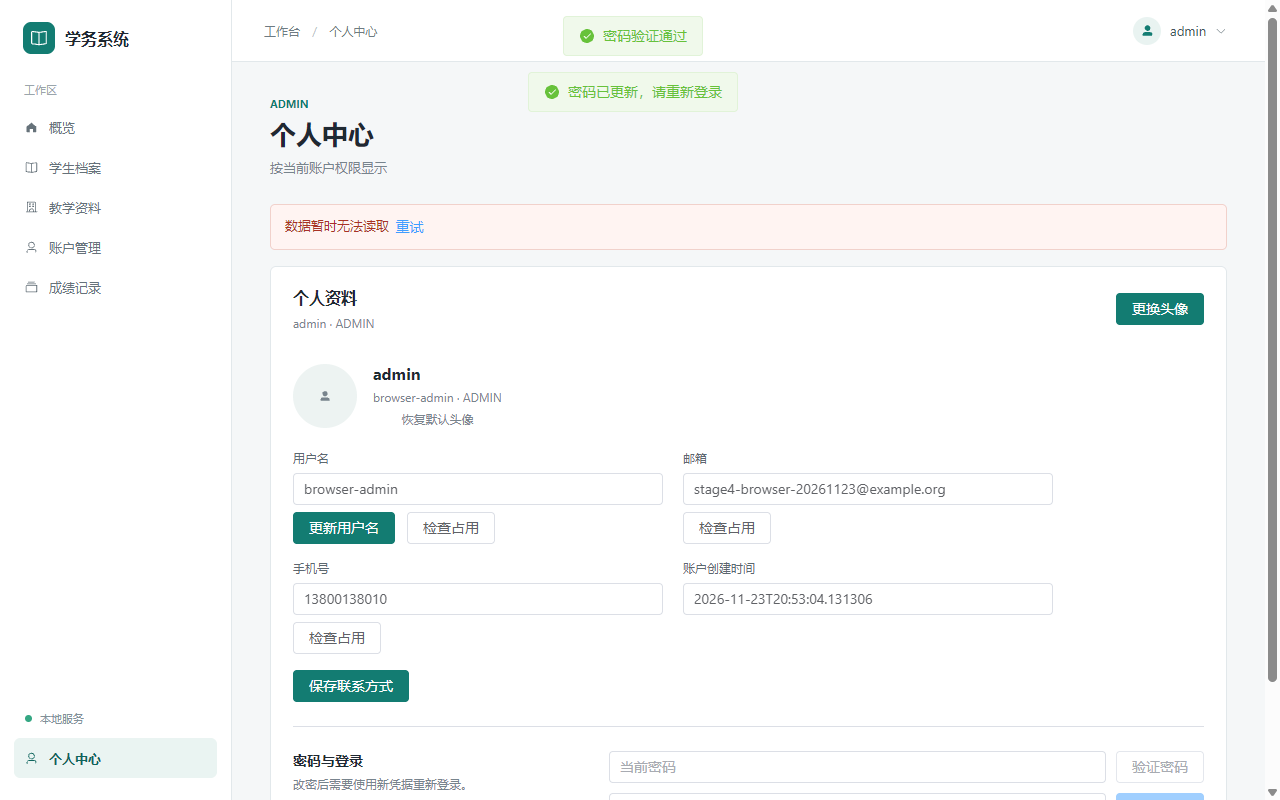 学务系统
工作区
概览
学生档案
教学资料
账户管理
成绩记录
本地服务
个人中心
工作台 / 个人中心
密码验证通过
admin
密码已更新，请重新登录
ADMIN
个人中心
按当前账户权限显示
数据暂时无法读取 重试
个人资料
admin · ADMIN
更换头像
admin
browser-admin · ADMIN
恢复默认头像
用户名
browser-admin
更新用户名 检查占用
邮箱
stage4-browser-20261123@example.org
检查占用
手机号
13800138010
检查占用
账户创建时间
2026-11-23T20:53:04.131306
保存联系方式
密码与登录
改密后需要使用新凭据重新登录。
当前密码
验证密码